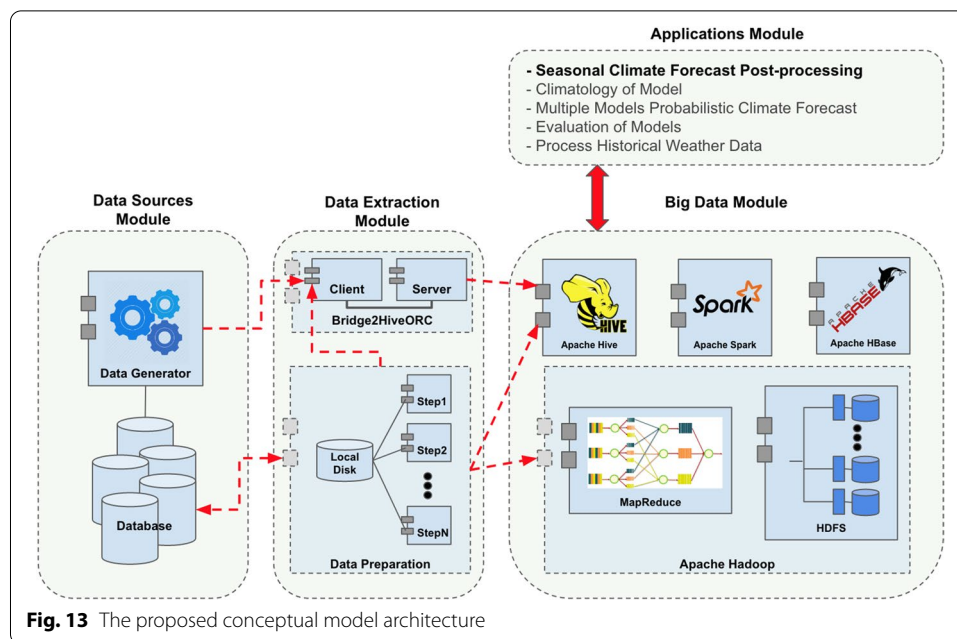 Applications Module
- Seasonal Climate Forecast Post-processing
- Climatology of Model
- Multiple Models Probabilistic Climate Forecast
- Evaluation of Models
- Process Historical Weather Data
Data Sources
Module
Data Extraction
Module
Big Data Module
Data Generator
Database
Client
Server
Bridge2HiveORC
Local
Disk
Step1
Step2
StepN
Data Preparation
HIVE
Apache Hive
Spark
Apache Spark
APACHE
HBASE
Apache HBase
MapReduce
HDFS
Apache Hadoop
Fig. 13 The proposed conceptual model architecture